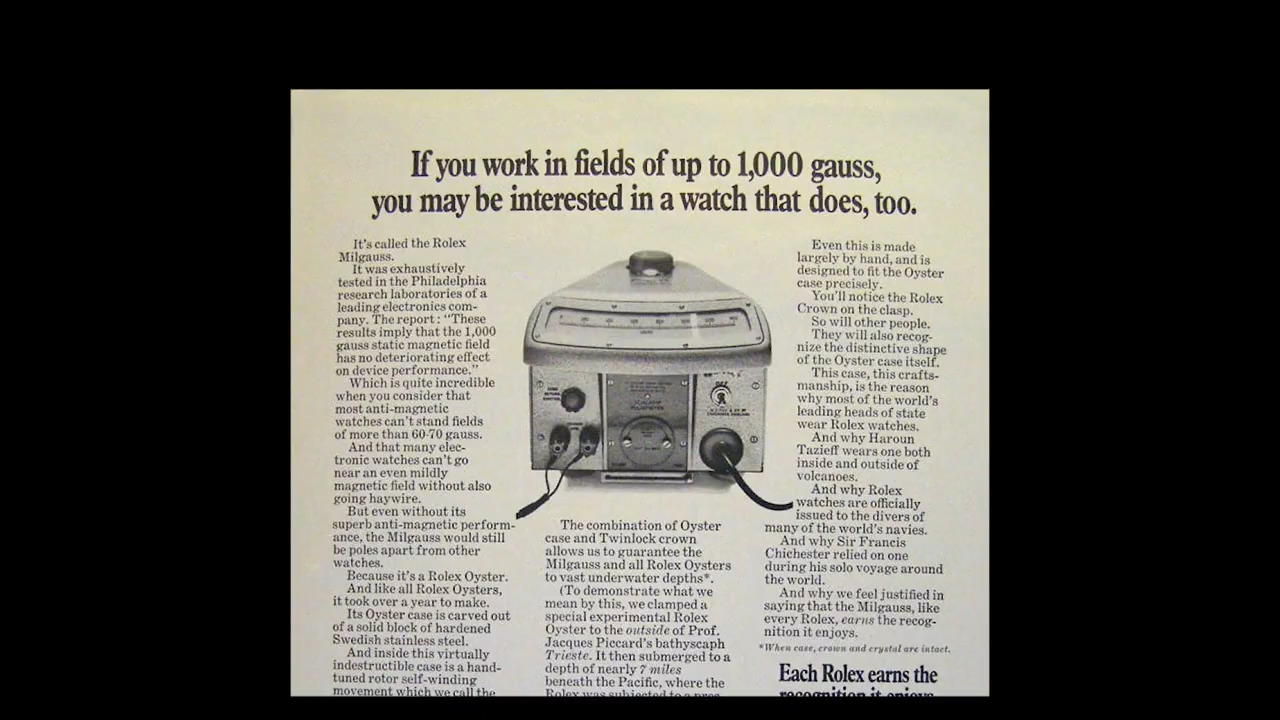 If you work in fields of up to 1,000 gauss,
you may be interested in a watch that does, too.
It's called the Rolex
Milgauss.
It was exhaustively
tested in the Philadelphia
research laboratories of a
leading electronics com-
pany. The report: "These
results imply that the 1,000
gauss static magnetic field
has no deteriorating effect
on device performance."
Which is quite incredible
when you consider that
most anti-magnetic
watches can't stand fields
of more than 60-70 gauss.
And that many elec-
tronic watches can't go
near an even mildly
magnetic field without also
going haywire.
But even without its
superb anti-magnetic perform-
ance, the Milgauss would still
be poles apart from other
watches.
Because it's a Rolex Oyster.
And like all Rolex Oysters,
it took over a year to make.
Its Oyster case is carved out
of a solid block of hardened
Swedish stainless steel.
And inside this virtually
indestructible case is a hand-
tuned rotor self-winding
movement which we call the
OFF
The combination of Oyster
case and Twinlock crown
allows us to guarantee the
Milgauss and all Rolex Oysters
to vast underwater depths*.
(To demonstrate what we
mean by this, we clamped a
special experimental Rolex
Oyster to the outside of Prof.
Jacques Piccard's bathyscaph
Trieste. It then submerged to a
depth of nearly 7 miles
beneath the Pacific, where the
Rolex was subjected to a pres-
Even this is made
largely by hand, and is
designed to fit the Oyster
case precisely.
You'll notice the Rolex
Crown on the clasp.
So will other people.
They will also recog-
nize the distinctive shape
of the Oyster case itself.
This case, this crafts-
manship, is the reason
why most of the world's
leading heads of state
wear Rolex watches.
And why Haroun
Tazieff wears one both
inside and outside of
volcanoes.
And why Rolex
watches are officially
issued to the divers of
many of the world's navies.
And why Sir Francis
Chichester relied on one
during his solo voyage around
the world.
And why we feel justified in
saying that the Milgauss, like
every Rolex, earns the recog-
nition it enjoys.
*When case, crown and crystal are intact.
Each Rolex earns the
recognition it enjoys